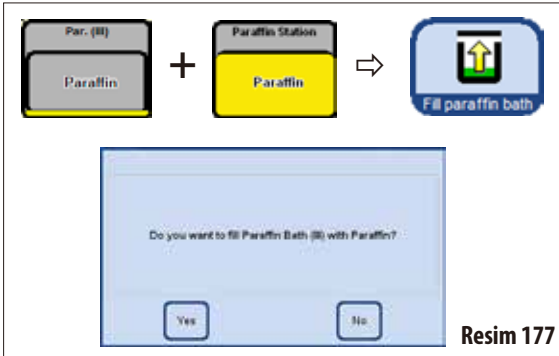 Par. (III)
Paraffin
+
Paraffin Station
Paraffin
⇨
Fill paraffin bath
Do you want to fill Paraffin Bath (III) with Paraffin?
Yes
No
Resim 177